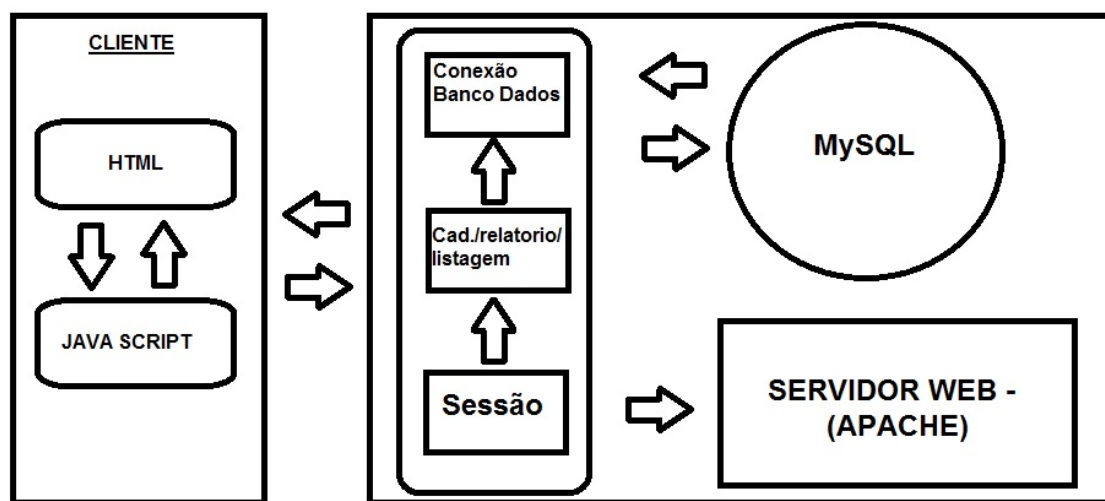 CLIENTE
HTML
JAVA SCRIPT
Conexão
Banco Dados
Cad./relatorio/
listagem
Sessão
MySQL
SERVIDOR WEB -
(APACHE)